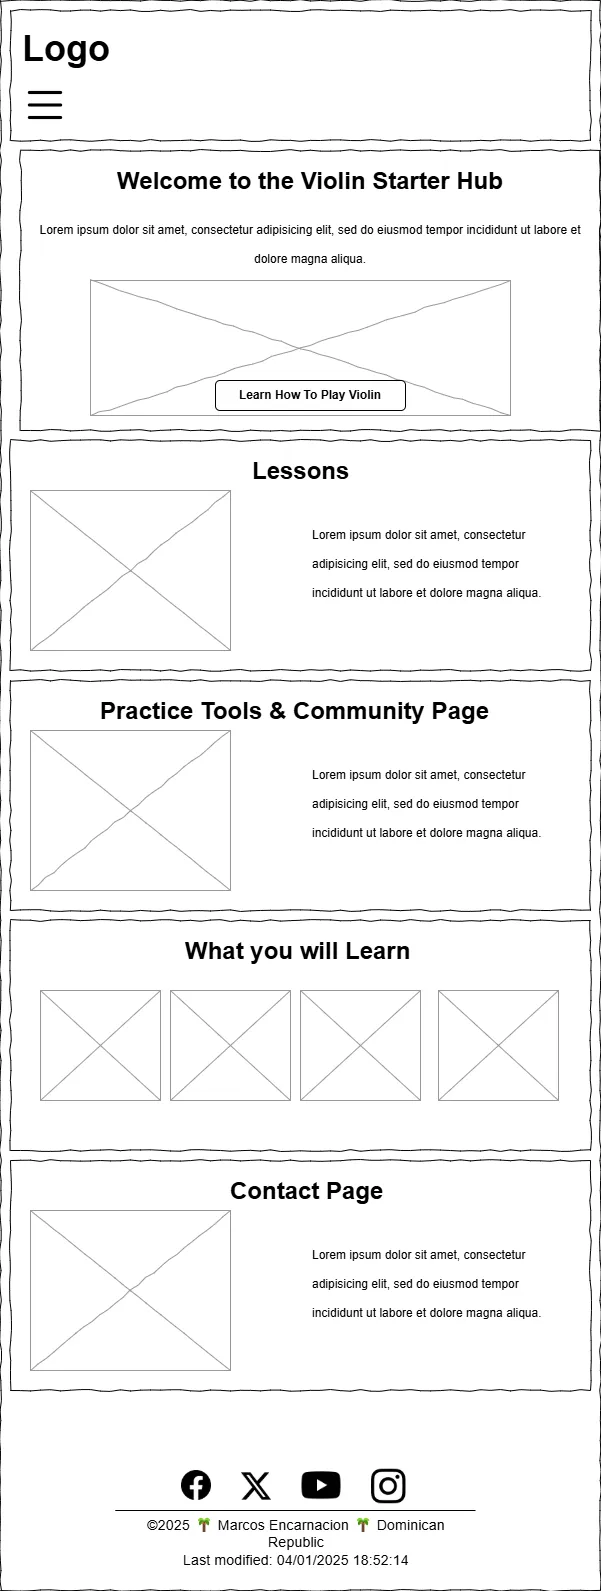 Logo
Welcome to the Violin Starter Hub
Lorem ipsum dolor sit amet, consectetur adipisicing elit, sed do eiusmod tempor incididunt ut labore et
dolore magna aliqua.
Learn How To Play Violin
Lessons
Lorem ipsum dolor sit amet, consectetur
adipisicing elit, sed do eiusmod tempor
incididunt ut labore et dolore magna aliqua.
Practice Tools & Community Page
Lorem ipsum dolor sit amet, consectetur
adipisicing elit, sed do eiusmod tempor
incididunt ut labore et dolore magna aliqua.
What you will Learn
Contact Page
Lorem ipsum dolor sit amet, consectetur
adipisicing elit, sed do eiusmod tempor
incididunt ut labore et dolore magna aliqua.
©2025 🌴 Marcos Encarnacion 🌴 Dominican
Republic
Last modified: 04/01/2025 18:52:14